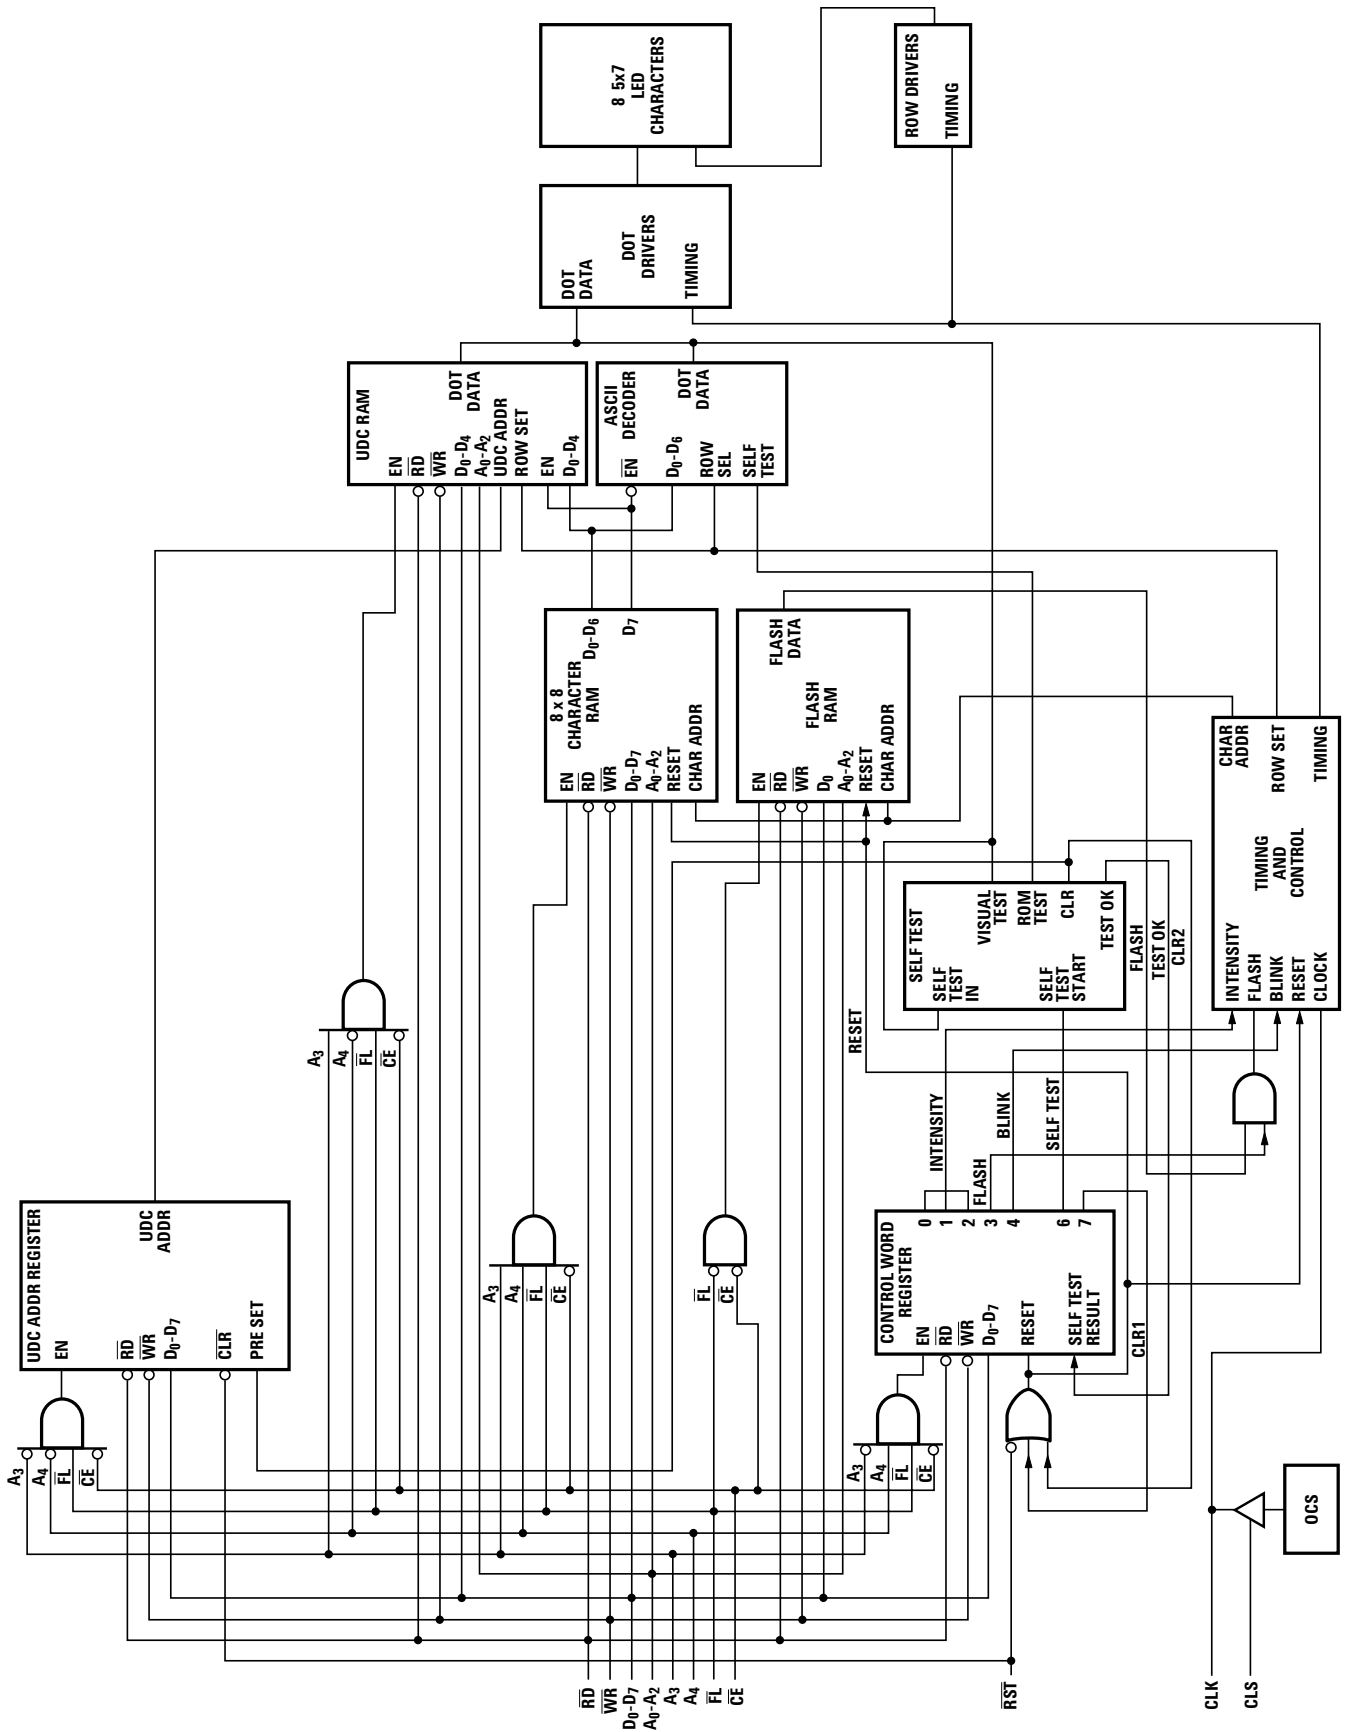 UDC ADDR REGISTER
EN
RD
WR
D0-D7
CLR
PRE SET
UDC
ADDR
A3
A4
FL
CE
A3
A4
FL
CE
UDC RAM
EN
RD
WR
D0-D4
A0-A2
UDC ADDR
ROW SET
EN
D0-D4
DOT
DATA
A3
A4
FL
CE
8 x 8
CHARACTER
RAM
EN
RD
WR
D0-D7
A0-A2
RESET
CHAR ADDR
D0-D6
D7
ASCII
DECODER
EN
D0-D6
ROW
SEL
SELF
TEST
DOT
DATA
DOT
DATA
DOT
DRIVERS
TIMING
8 5x7
LED
CHARACTERS
ROW DRIVERS
TIMING
FL
CE
FLASH
RAM
EN
RD
WR
D0
A0-A2
RESET
CHAR ADDR
FLASH
DATA
RESET
SELF TEST
SELF
TEST
IN
SELF
TEST
START
VISUAL
TEST
ROM
TEST
CLR
TEST OK
FLASH
TEST OK
CLR2
A3
A4
FL
CE
CONTROL WORD
REGISTER
EN
RD
WR
D0-D7
RESET
SELF TEST
RESULT
0
1
2
3
4
6
7
INTENSITY
FLASH
BLINK
SELF TEST
CLR1
INTENSITY
FLASH
BLINK
RESET
CLOCK
TIMING
AND
CONTROL
CHAR
ADDR
ROW SET
TIMING
OCS
RD
WR
D0-D7
A0-A2
A3
A4
FL
CE
RST
CLK
CLS